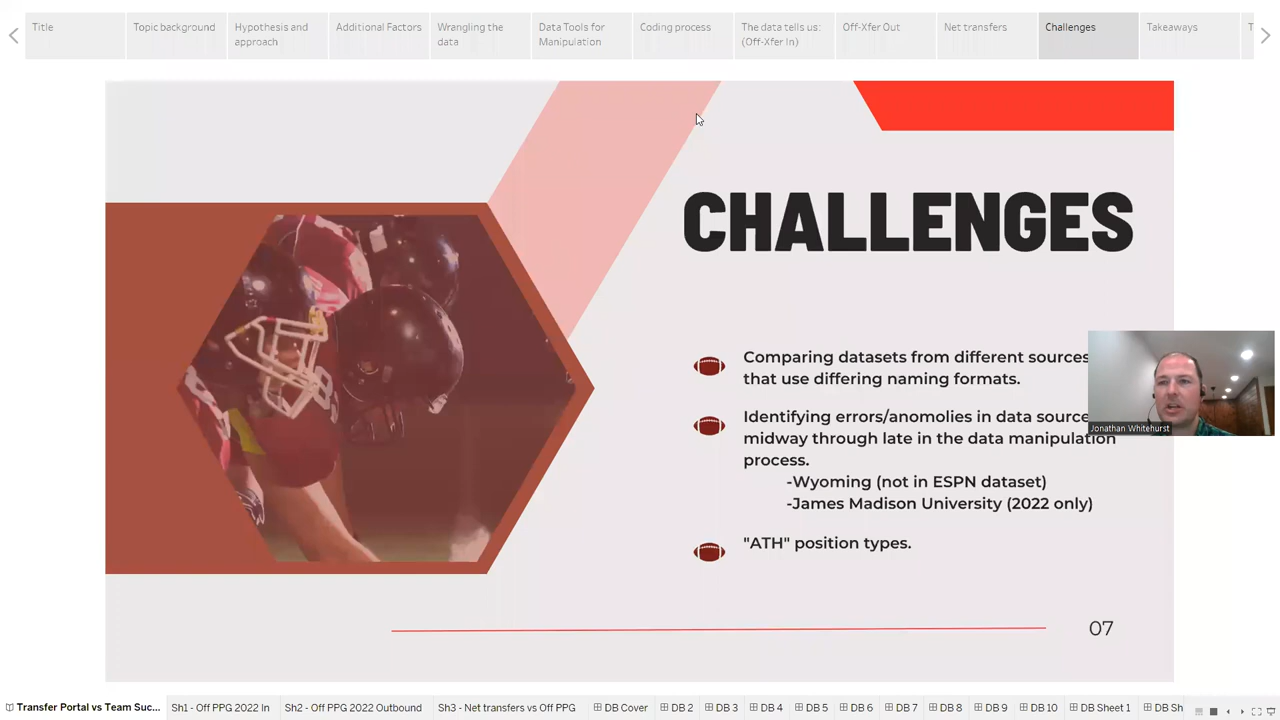 Title
Topic background
Hypothesis and
approach
Additional Factors
Wrangling the
data
Data Tools for
Manipulation
Coding process
The data tells us:
(Off-Xfer In)
Off-Xfer Out
Net transfers
Challenges
Takeaways
T
CHALLENGES
Comparing datasets from different sources
that use differing naming formats.
Identifying errors/anomolies in data source
midway through late in the data manipulation
process.
-Wyoming (not in ESPN dataset)
-James Madison University (2022 only)
"ATH" position types.
Jonathan Whitehurst
07
Transfer Portal vs Team Suc...
Sh1 - Off PPG 2022 In
Sh2 - Off PPG 2022 Outbound
Sh3 - Net transfers vs Off PPG
DB Cover
DB 2
DB 3
DB 4
DB 5
DB 6
DB 7
DB 8
DB 9
DB 10
DB Sheet 1
DB Sh